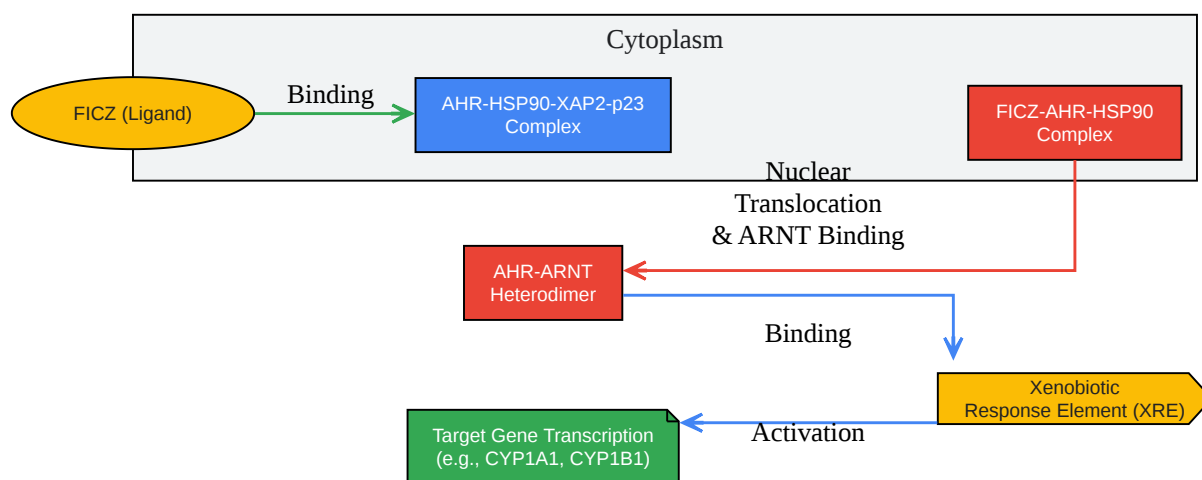 Cytoplasm
FICZ (Ligand)
Binding
AHR-HSP90-XAP2-p23
Complex
FICZ-AHR-HSP90
Complex
Nuclear
Translocation
& ARNT Binding
AHR-ARNT
Heterodimer
Binding
Xenobiotic
Response Element (XRE)
Activation
Target Gene Transcription
(e.g., CYP1A1, CYP1B1)